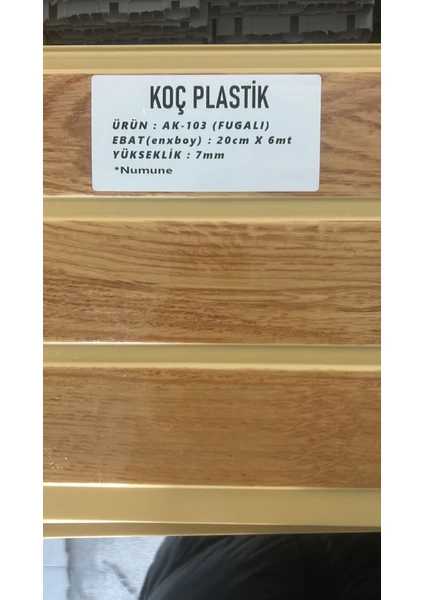 KOÇ PLASTİK
ÜRÜN : AK-103 (FUGALI)
EBAT(enxboy) : 20cm X 6mt
YÜKSEKLİK : 7mm
*Numune